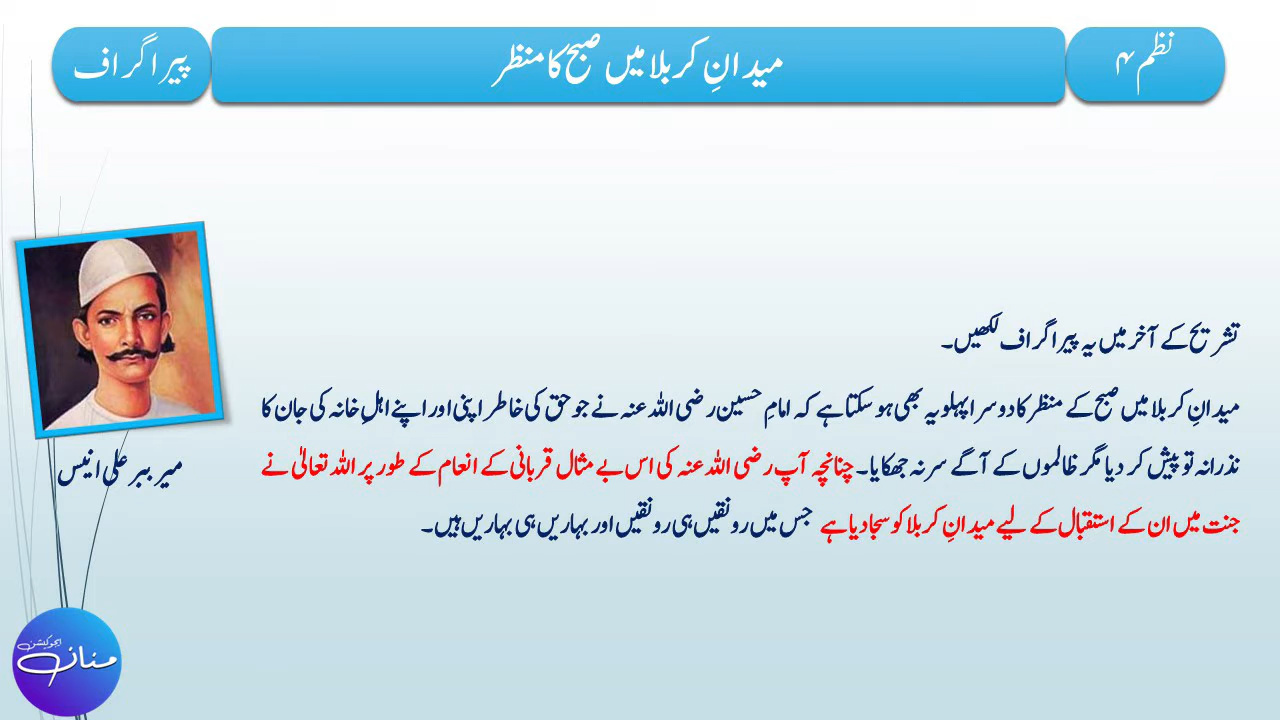 نظم ۴
میدانِ کربلا میں صبح کا منظر
پیراگراف
تشریح کے آخر میں یہ پیراگراف لکھیں۔
میدانِ کربلا میں صبح کے منظر کا دوسرا پہلو یہ بھی ہو سکتا ہے کہ امامِ حسین رضی اللہ عنہ نے جو حق کی خاطر اپنی اور اپنے اہلِ خانہ کی جان کا
نذرانہ تو پیش کر دیا مگر ظالموں کے آگے سر نہ جھکایا۔ چنانچہ آپ رضی اللہ عنہ کی اس بے مثال قربانی کے انعام کے طور پر اللہ تعالیٰ نے
جنت میں ان کے استقبال کے لیے میدانِ کربلا کو سجا دیا ہے جس میں رونقیں ہی رونقیں اور بہاریں ہی بہاریں ہیں۔
میر ببر علی انیس
ایجوکیشن
منان